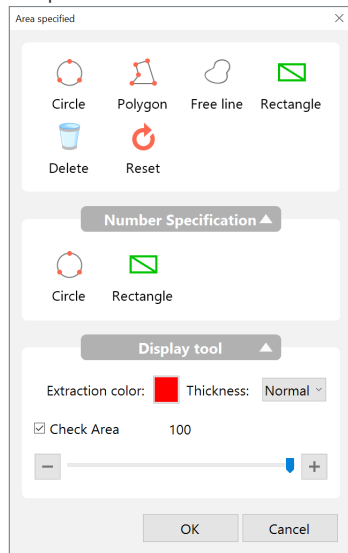 Area specified
Circle Polygon Free line Rectangle
Delete Reset
Number Specification
Circle Rectangle
Display tool
Extraction color: Thickness: Normal
Check Area 100
OK Cancel